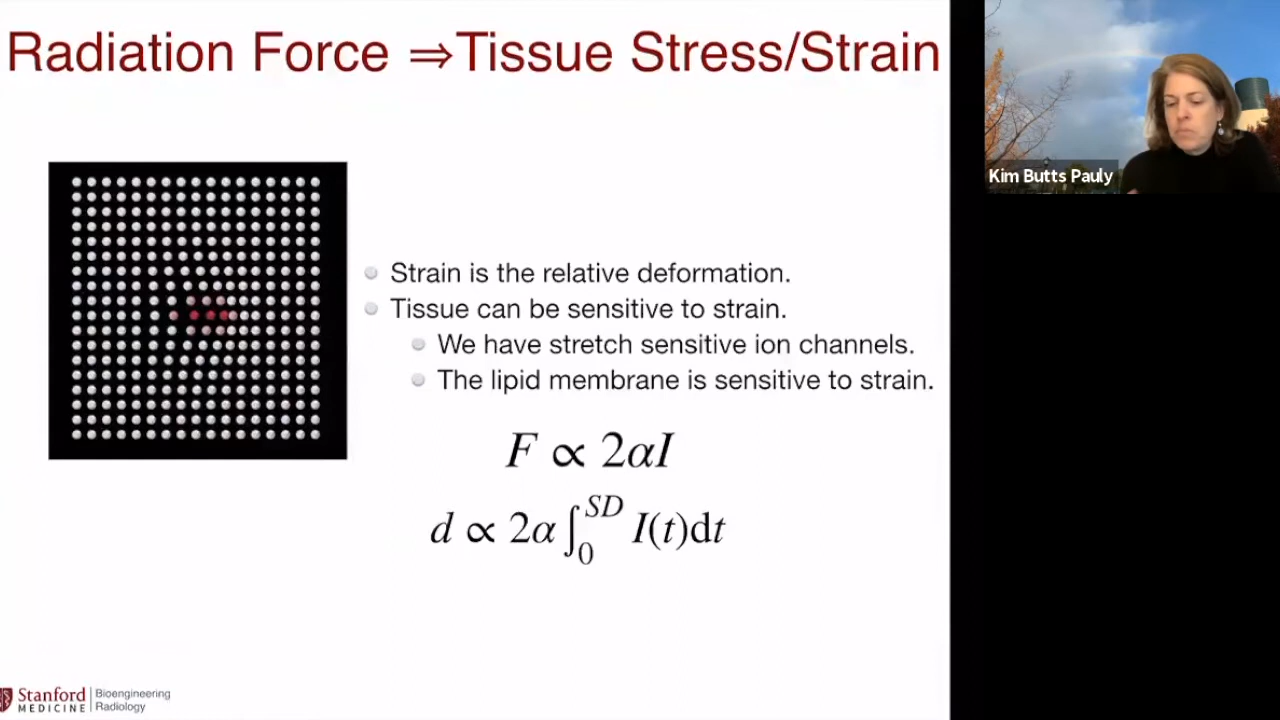 Radiation Force ⇒Tissue Stress/Strain
Kim Butts Pauly
Strain is the relative deformation.
Tissue can be sensitive to strain.
We have stretch sensitive ion channels.
The lipid membrane is sensitive to strain.
F ∝ 2αI
d ∝ 2α ∫₀^SD I(t)dt
Stanford MEDICINE | Bioengineering Radiology